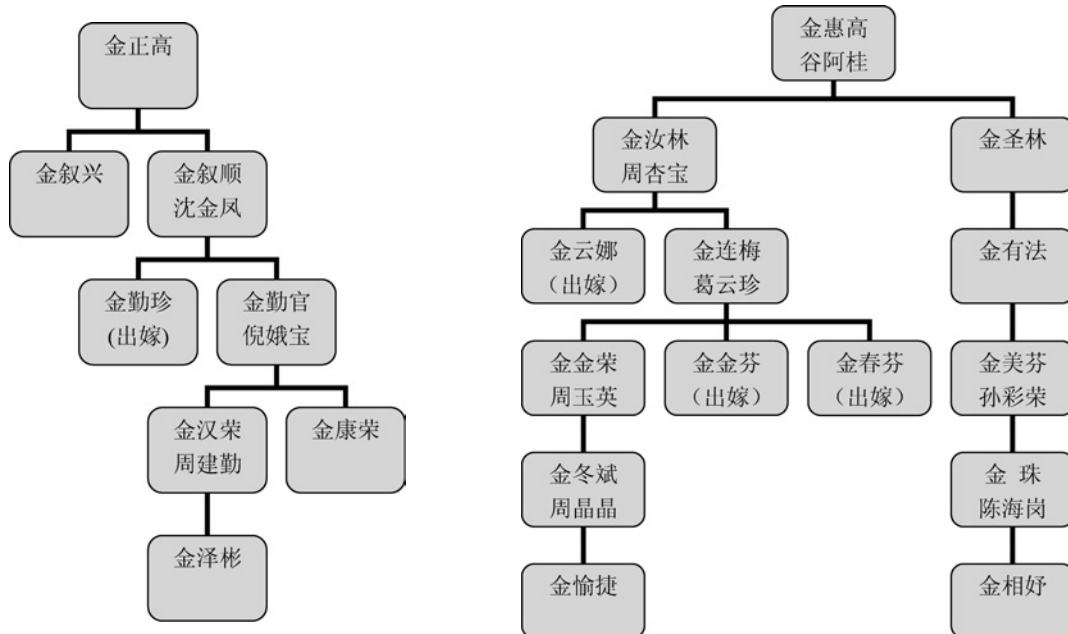 金正高
金叙兴
金叙顺
沈金凤
金勤珍
(出嫁)
金勤官
倪娥宝
金汉荣
周建勤
金康荣
金泽彬
金惠高
谷阿桂
金汝林
周杏宝
金圣林
金云娜
（出嫁）
金连梅
葛云珍
金有法
金金荣
周玉英
金金芬
（出嫁）
金春芬
（出嫁）
金美芬
孙彩荣
金冬斌
周晶晶
金 珠
陈海岗
金愉捷
金相妤